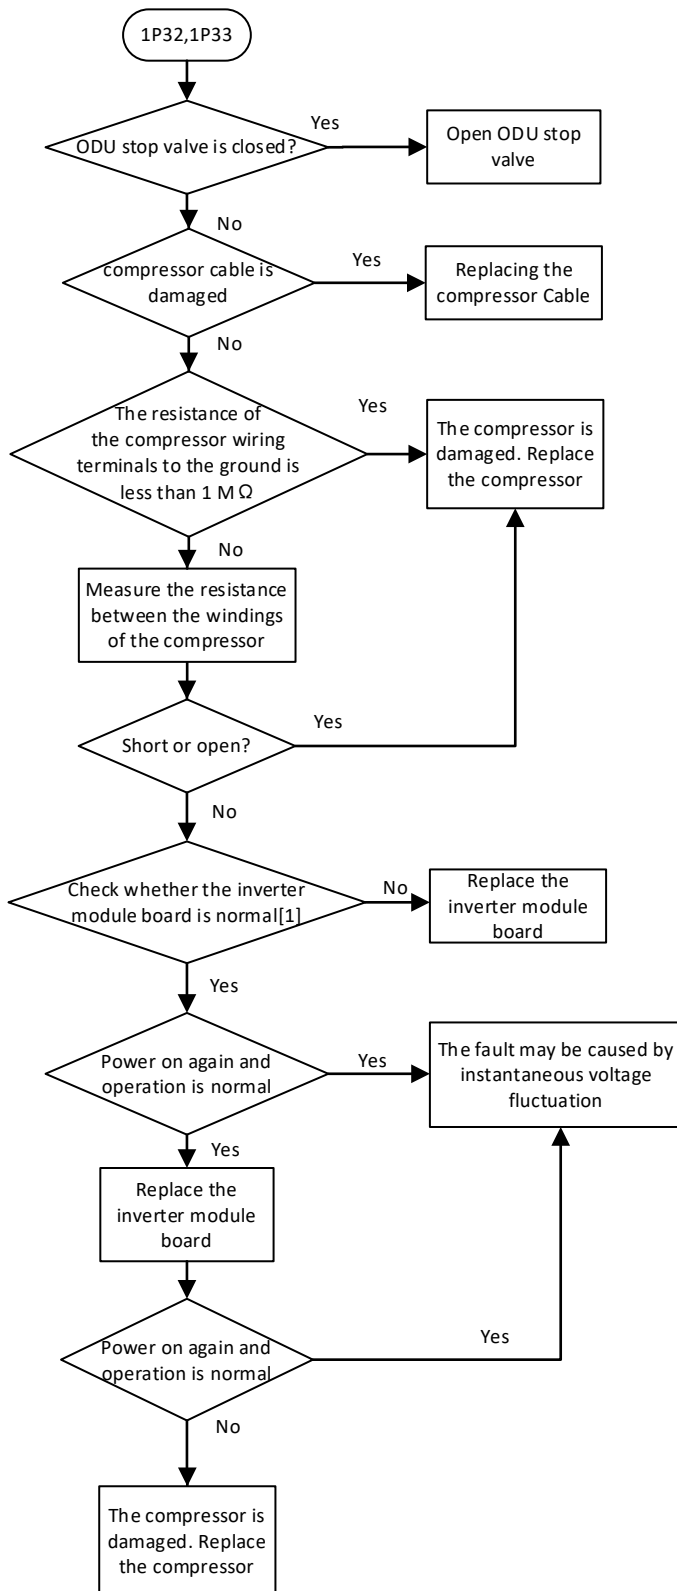 1P32,1P33
ODU stop valve is closed?
Yes
Open ODU stop
valve
No
compressor cable is
damaged
Yes
Replacing the
compressor Cable
No
The resistance of
the compressor wiring
terminals to the ground is
less than 1 M Ω
Yes
The compressor is
damaged. Replace
the compressor
No
Measure the resistance
between the windings
of the compressor
Short or open?
Yes
No
Check whether the inverter
module board is normal[1]
No
Replace the
inverter module
board
Yes
Power on again and
operation is normal
Yes
The fault may be caused by
instantaneous voltage
fluctuation
Yes
Replace the
inverter module
board
Power on again and
operation is normal
Yes
No
The compressor is
damaged. Replace
the compressor